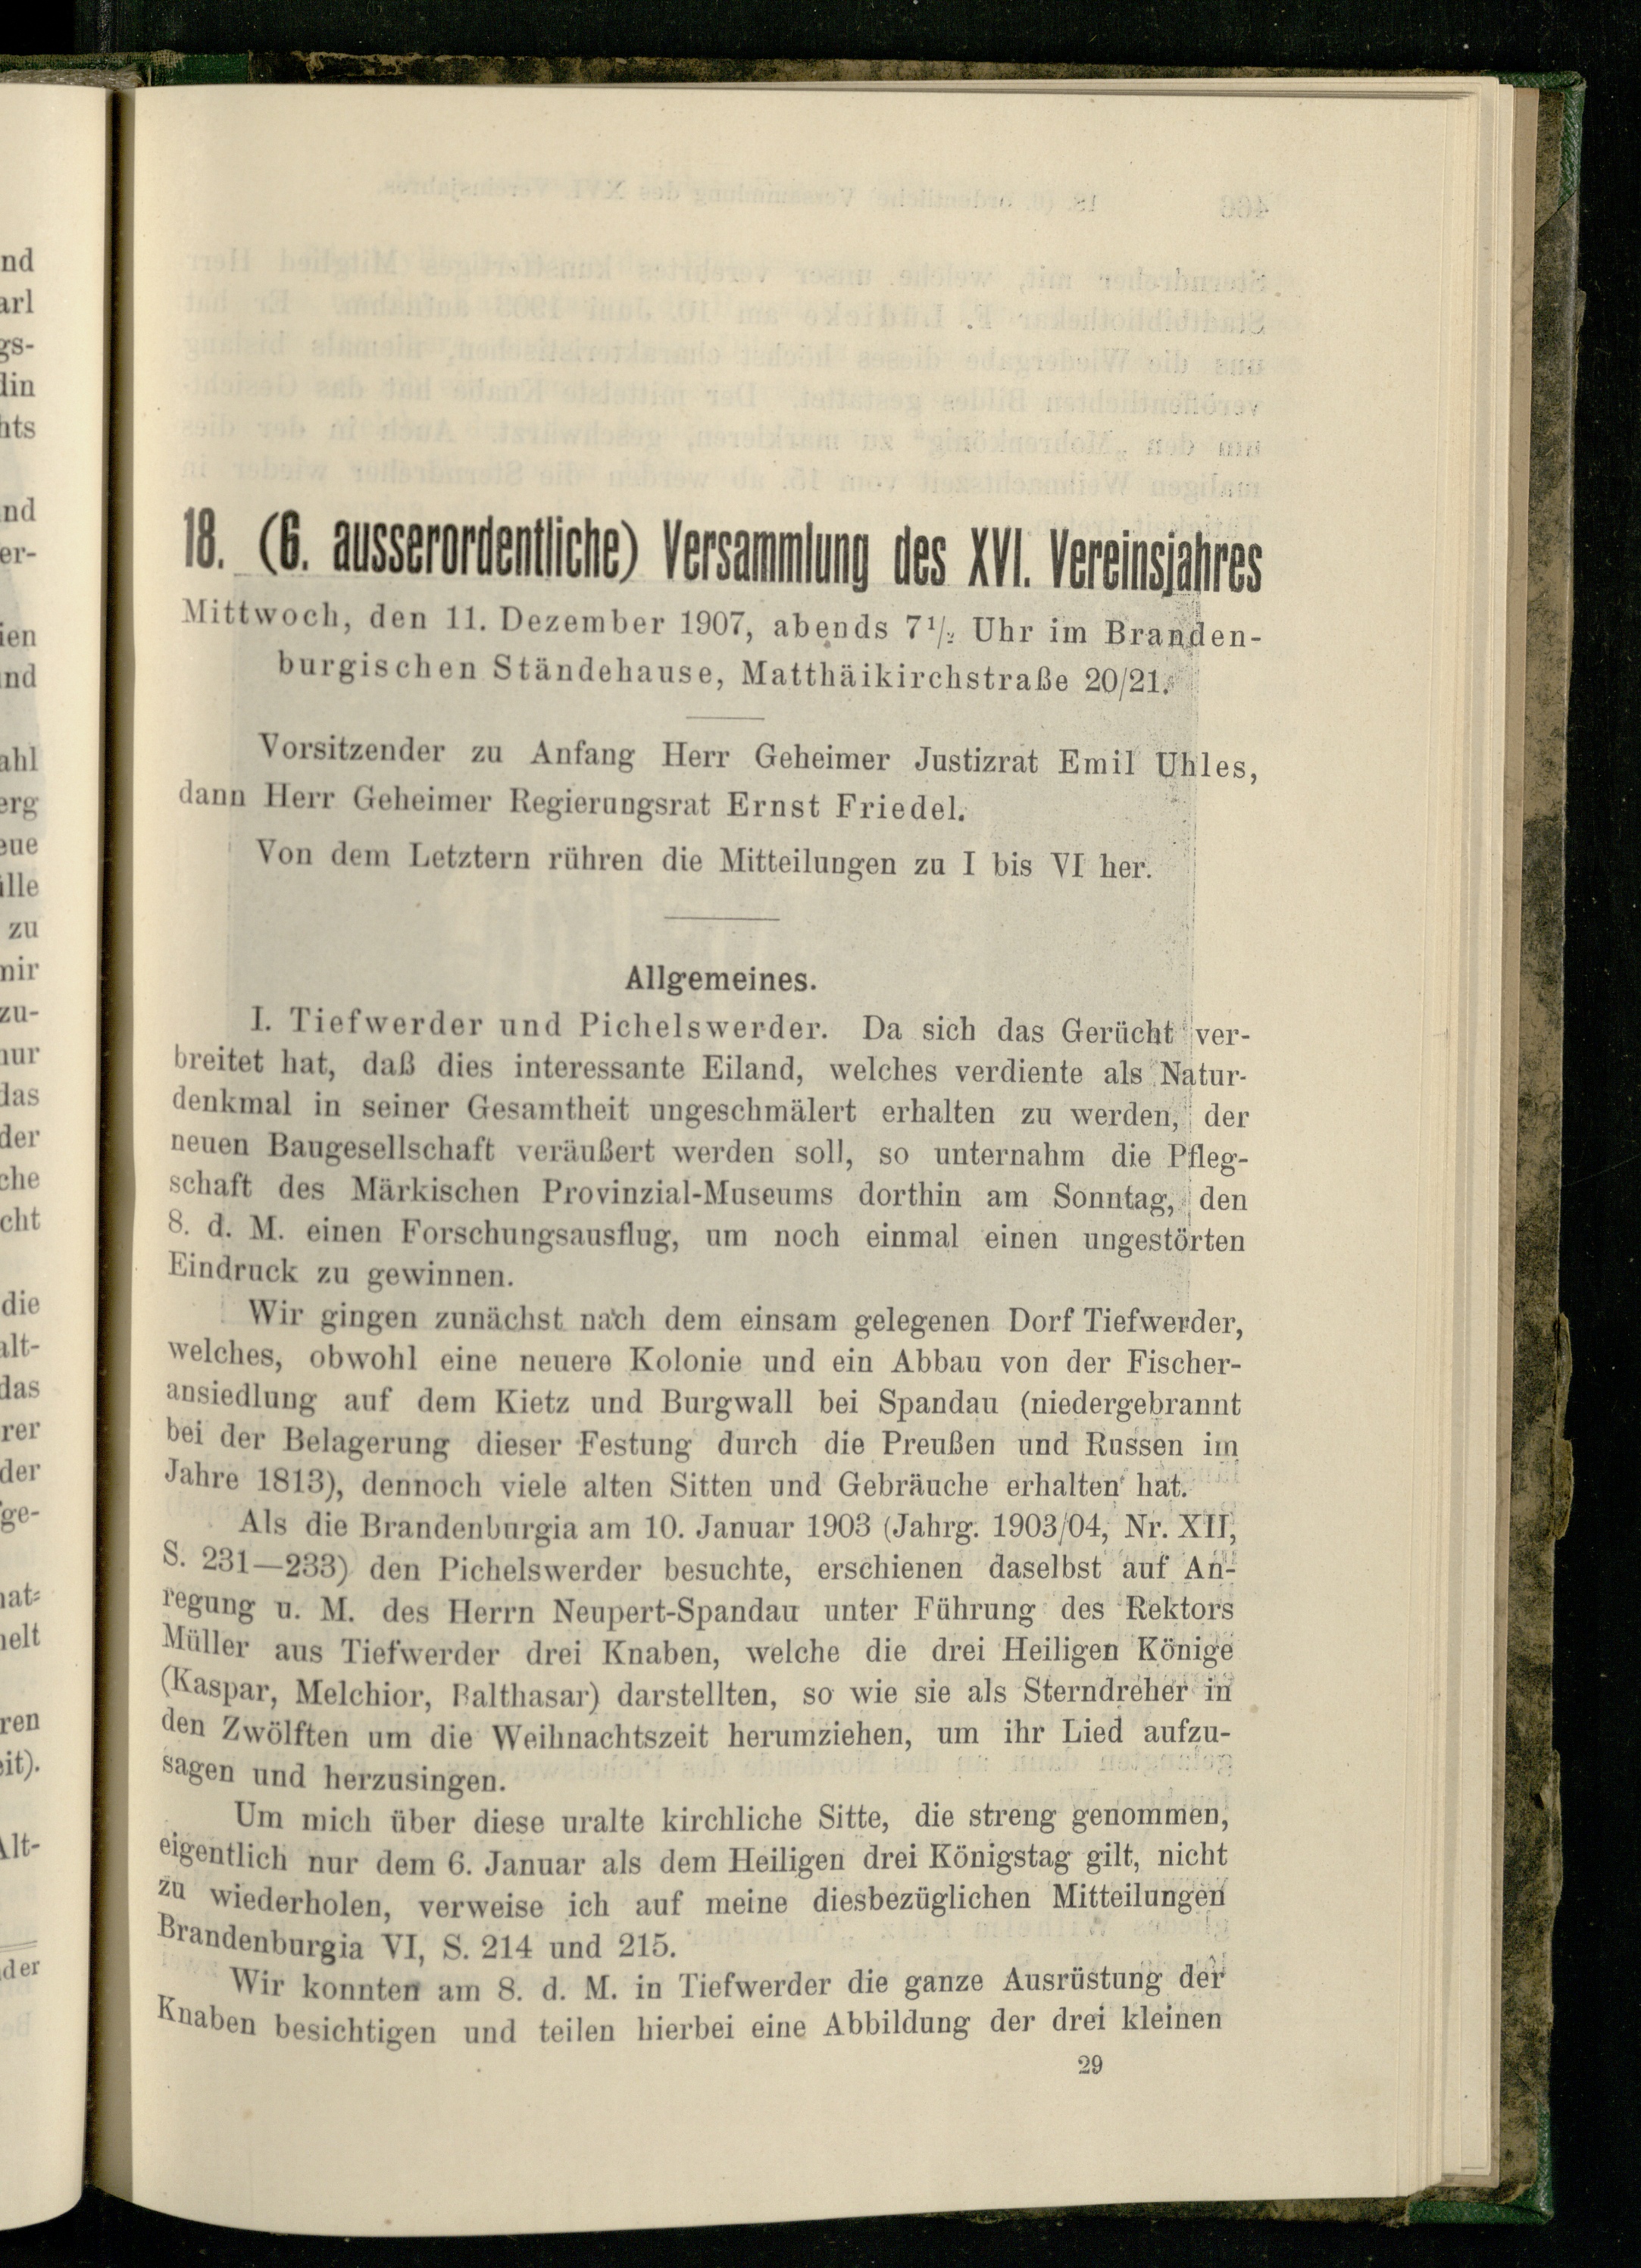 18. (6. ausserordentliche) Versammlung des XVI. Vereinsjahres
Mittwoch, den 11. Dezember 1907, abends 7½ Uhr im Branden-
burgischen Ständehause, Matthäikirchstraße 20/21.
Vorsitzender zu Anfang Herr Geheimer Justizrat Emil Uhles,
dann Herr Geheimer Regierungsrat Ernst Friedel.
Von dem Letztern rühren die Mitteilungen zu I bis VI her.
Allgemeines.
I. Tiefwerder und Pichelswerder. Da sich das Gerücht ver-
breitet hat, daß dies interessante Eiland, welches verdiente als Natur-
denkmal in seiner Gesamtheit ungeschmälert erhalten zu werden, der
neuen Baugesellschaft veräußert werden soll, so unternahm die Pfleg-
schaft des Märkischen Provinzial-Museums dorthin am Sonntag, den
8. d. M. einen Forschungsausflug, um noch einmal einen ungestörten
Eindruck zu gewinnen.
Wir gingen zunächst nach dem einsam gelegenen Dorf Tiefwerder,
welches, obwohl eine neuere Kolonie und ein Abbau von der Fischer-
ansiedlung auf dem Kietz und Burgwall bei Spandau (niedergebrannt
bei der Belagerung dieser Festung durch die Preußen und Russen im
Jahre 1813), dennoch viele alten Sitten und Gebräuche erhalten hat.
Als die Brandenburgia am 10. Januar 1903 (Jahrg. 1903/04, Nr. XII,
S. 231—233) den Pichelswerder besuchte, erschienen daselbst auf An-
regung u. M. des Herrn Neupert-Spandau unter Führung des Rektors
Müller aus Tiefwerder drei Knaben, welche die drei Heiligen Könige
(Kaspar, Melchior, Balthasar) darstellten, so wie sie als Sterndreher in
den Zwölften um die Weihnachtszeit herumziehen, um ihr Lied aufzu-
sagen und herzusingen.
Um mich über diese uralte kirchliche Sitte, die streng genommen,
eigentlich nur dem 6. Januar als dem Heiligen drei Königstag gilt, nicht
zu wiederholen, verweise ich auf meine diesbezüglichen Mitteilungen
Brandenburgia VI, S. 214 und 215.
Wir konnten am 8. d. M. in Tiefwerder die ganze Ausrüstung der
Knaben besichtigen und teilen hierbei eine Abbildung der drei kleinen
29